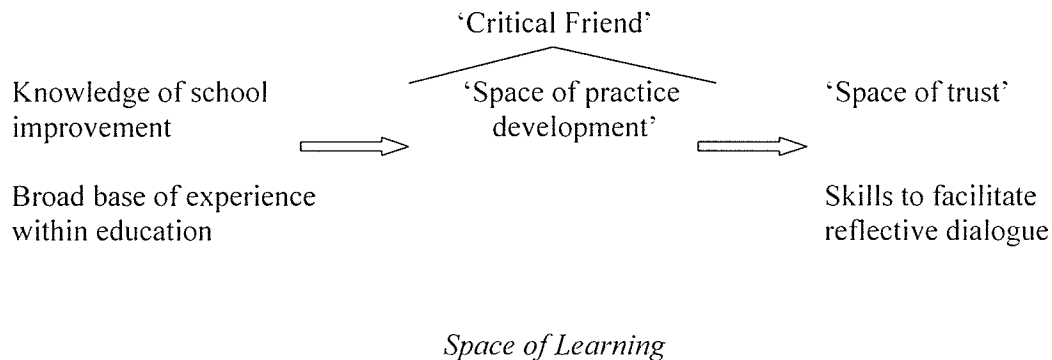 ‘Critical Friend’
Knowledge of school
improvement
‘Space of practice
development’
‘Space of trust’
Broad base of experience
within education
Skills to facilitate
reflective dialogue
Space of Learning